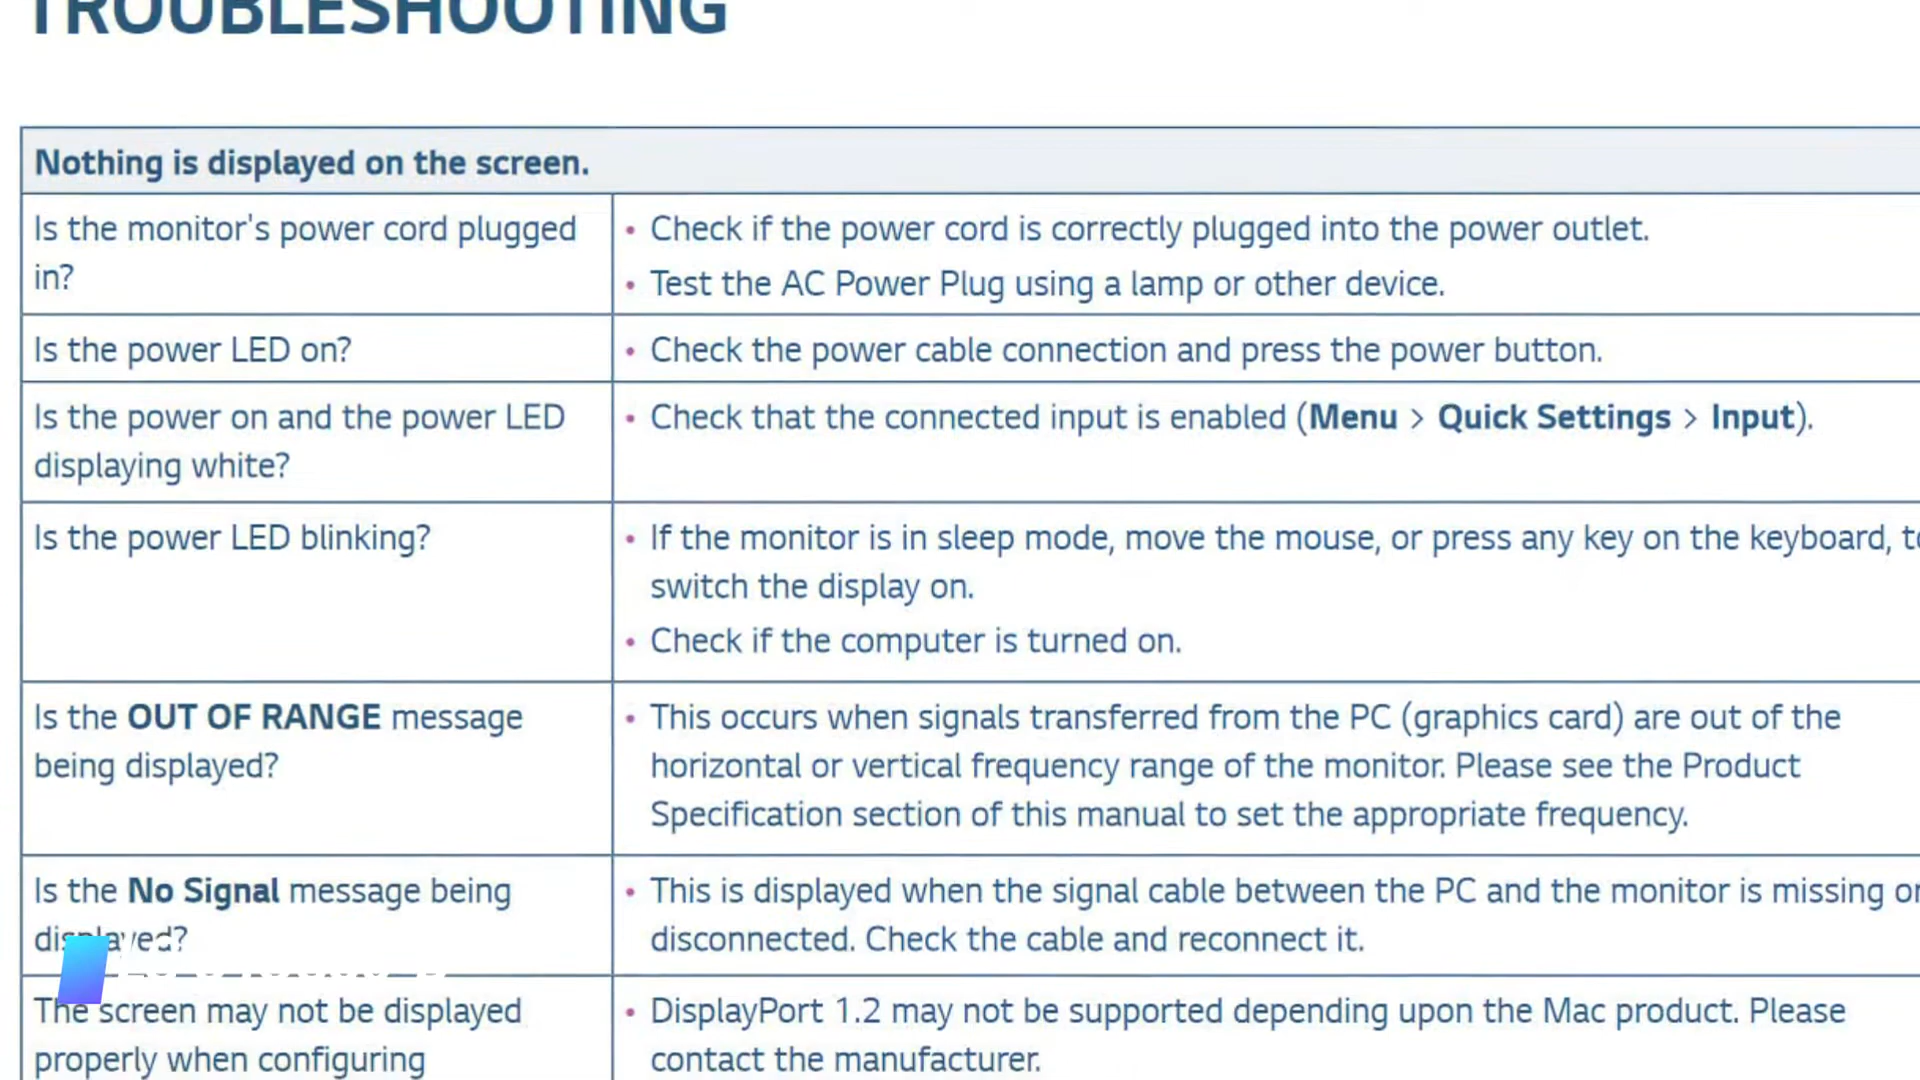 TROUBLESHOOTING
Nothing is displayed on the screen.
Is the monitor's power cord plugged
in?
• Check if the power cord is correctly plugged into the power outlet.
• Test the AC Power Plug using a lamp or other device.
Is the power LED on?
• Check the power cable connection and press the power button.
Is the power on and the power LED
displaying white?
• Check that the connected input is enabled (Menu > Quick Settings > Input).
Is the power LED blinking?
• If the monitor is in sleep mode, move the mouse, or press any key on the keyboard, to
switch the display on.
• Check if the computer is turned on.
Is the OUT OF RANGE message
being displayed?
• This occurs when signals transferred from the PC (graphics card) are out of the
horizontal or vertical frequency range of the monitor. Please see the Product
Specification section of this manual to set the appropriate frequency.
Is the No Signal message being
displayed?
• This is displayed when the signal cable between the PC and the monitor is missing or
disconnected. Check the cable and reconnect it.
The screen may not be displayed
properly when configuring
• DisplayPort 1.2 may not be supported depending upon the Mac product. Please
contact the manufacturer.